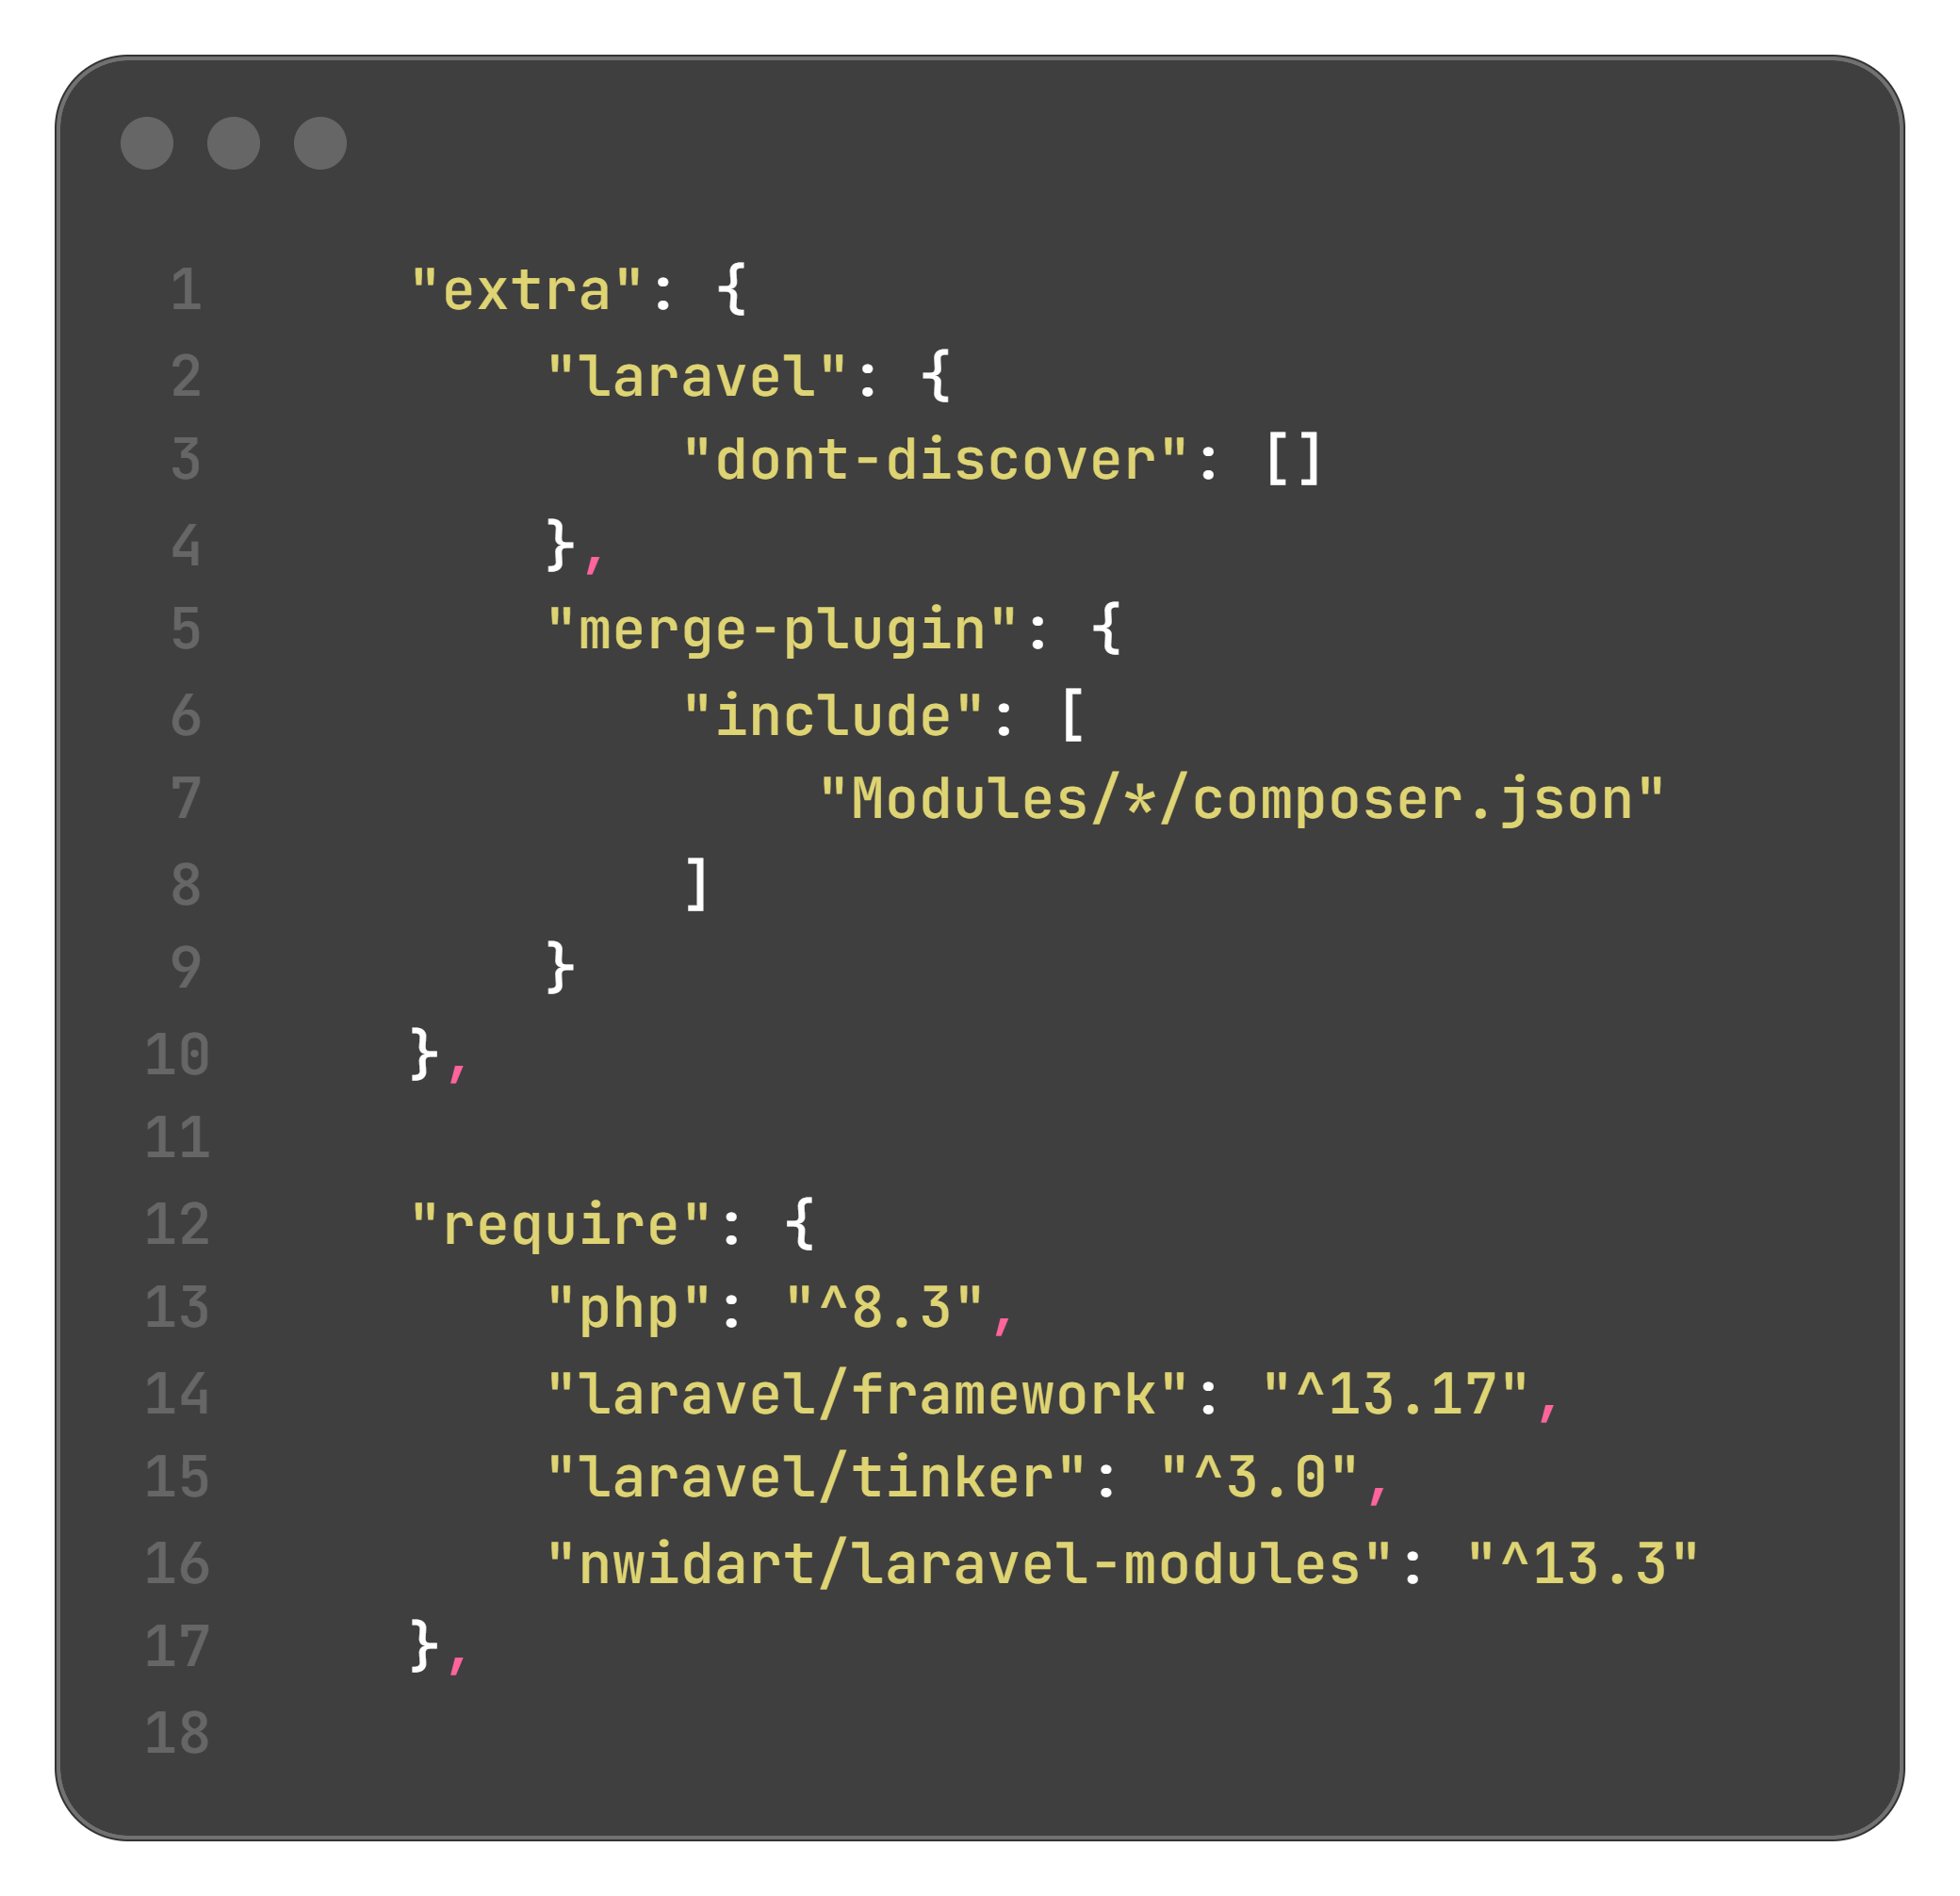 1 "extra": {
2 "laravel": {
3 "dont-discover": []
4 },
5 "merge-plugin": {
6 "include": [
7 "Modules/*/composer.json"
8 ]
9 }
10 },
11
12 "require": {
13 "php": "^8.3",
14 "laravel/framework": "^13.17",
15 "laravel/tinker": "^3.0",
16 "nwidart/laravel-modules": "^13.3"
17 },
18